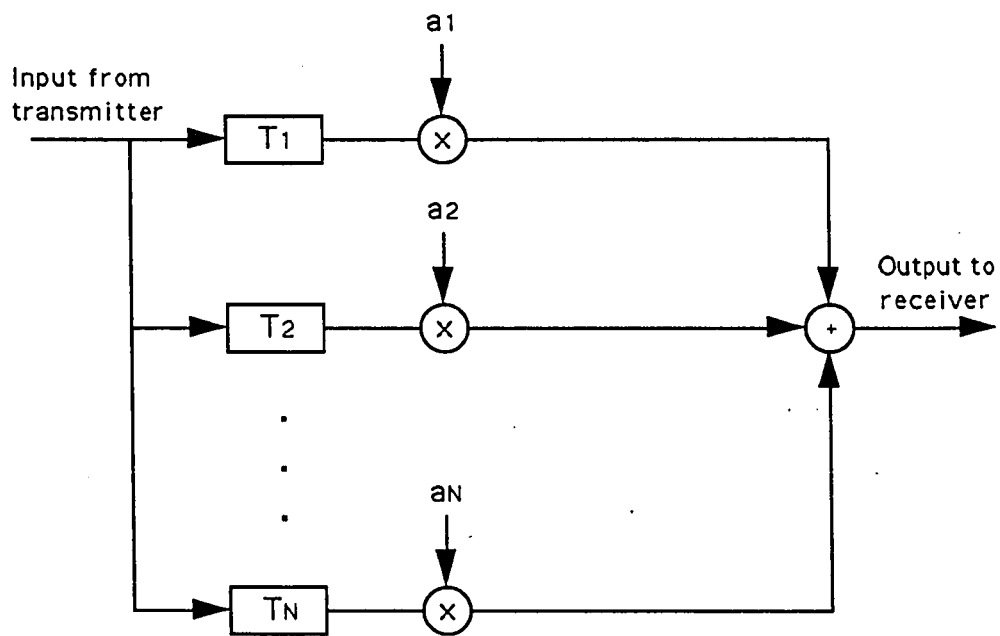 a1
Input from
transmitter
T1
x
a2
Output to
receiver
T2
x
+
aN
TN
x